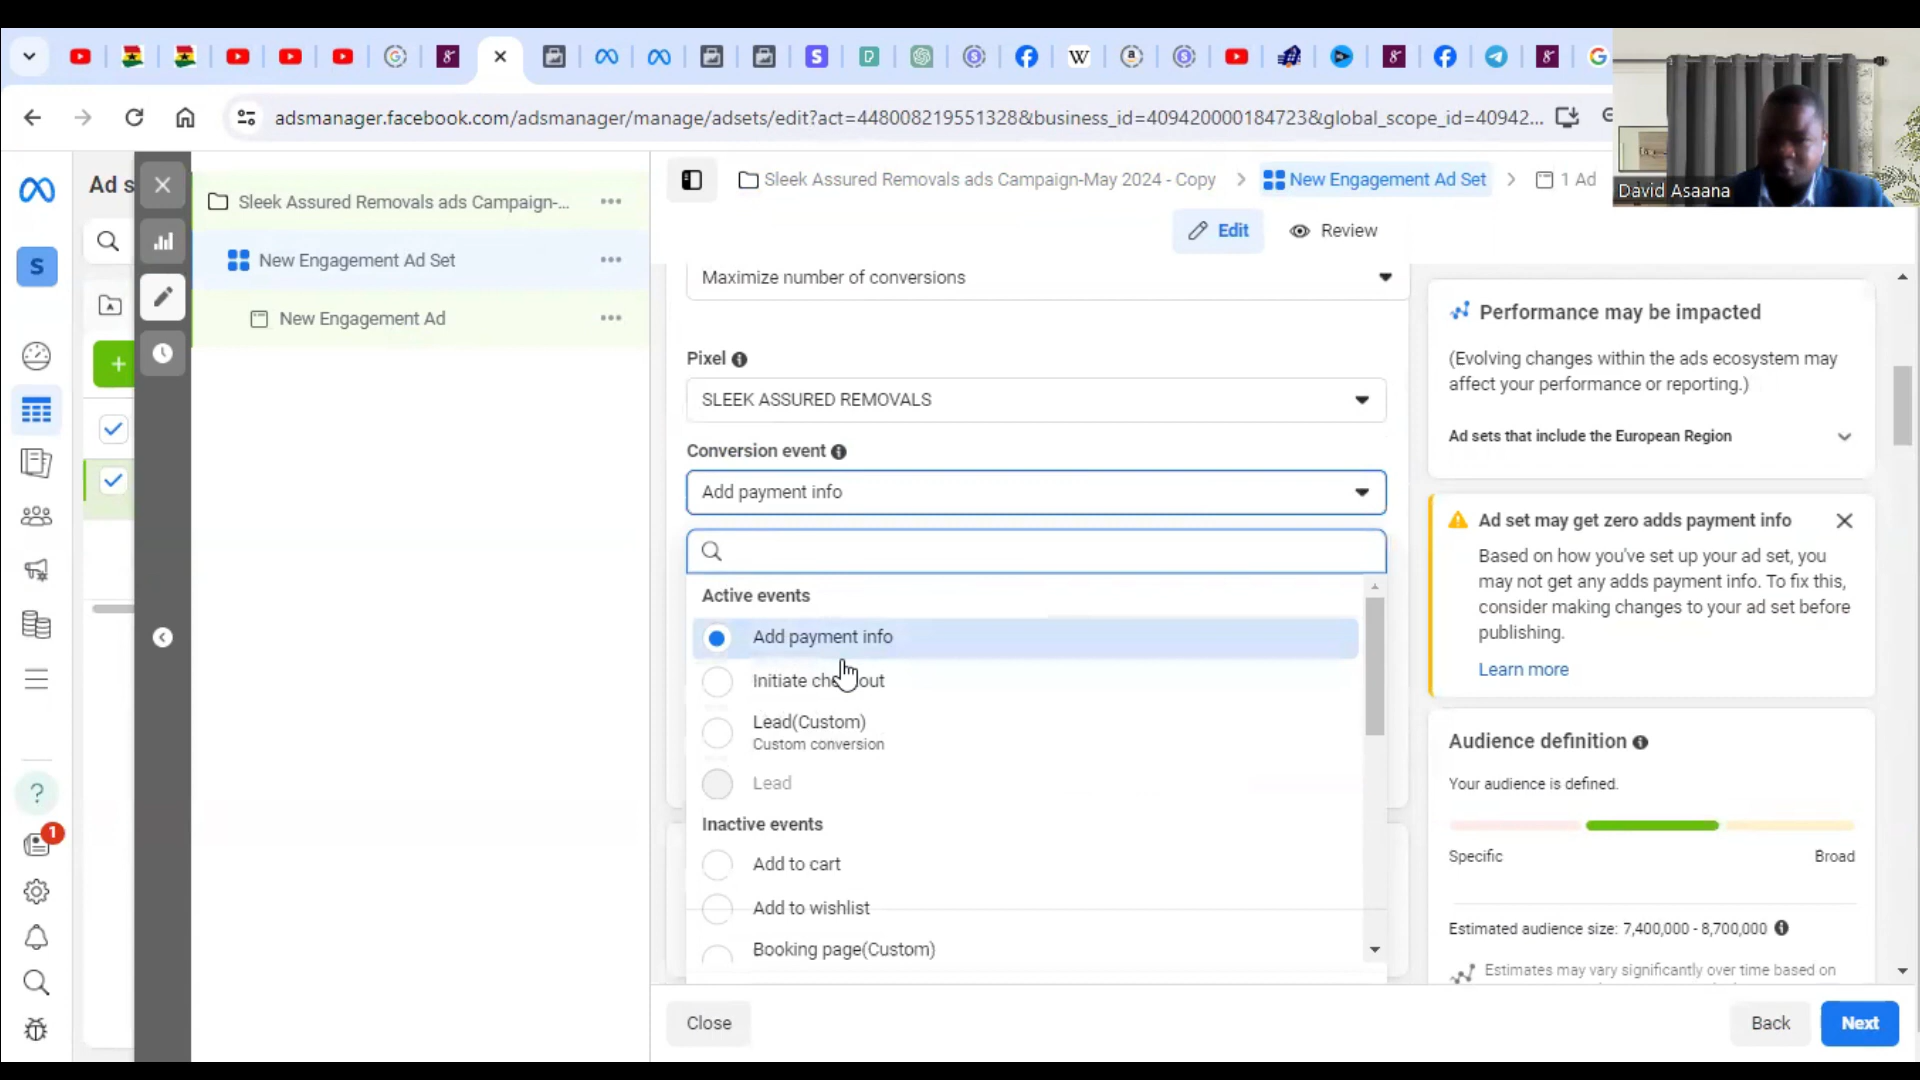 adsmanager.facebook.com/adsmanager/manage/adsets/edit?act=448008219551328&business_id=409420000184723&global_scope_id=40942...
David Asaana
Ad s
Sleek Assured Removals ads Campaign-...
New Engagement Ad Set
New Engagement Ad
Sleek Assured Removals ads Campaign-May 2024 - Copy
New Engagement Ad Set
1 Ad
Edit
Review
Maximize number of conversions
Pixel
SLEEK ASSURED REMOVALS
Conversion event
Add payment info
Active events
Add payment info
Initiate checkout
Lead(Custom)
Custom conversion
Lead
Inactive events
Add to cart
Add to wishlist
Booking page(Custom)
Performance may be impacted
(Evolving changes within the ads ecosystem may
affect your performance or reporting.)
Ad sets that include the European Region
Ad set may get zero adds payment info
Based on how you've set up your ad set, you
may not get any adds payment info. To fix this,
consider making changes to your ad set before
publishing.
Learn more
Audience definition
Your audience is defined.
Specific
Broad
Estimated audience size: 7,400,000 - 8,700,000
Estimates may vary significantly over time based on
Close
Back
Next
S
1